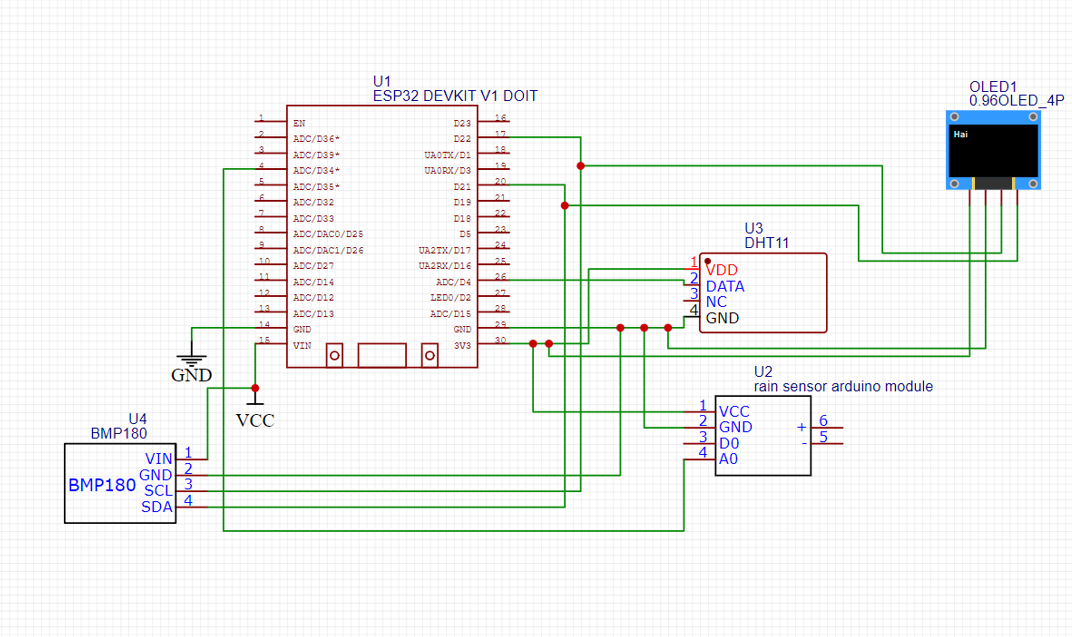 U1
ESP32 DEVKIT V1 DOIT
1 EN
2 ADC/D36*
3 ADC/D39*
4 ADC/D34*
5 ADC/D35*
6 ADC/D32
7 ADC/D33
8 ADC/DAC0/D25
9 ADC/DAC1/D26
10 ADC/D27
11 ADC/D14
12 ADC/D12
13 ADC/D13
14 GND
15 VIN
D23 16
D22 17
UA0TX/D1 18
UA0RX/D3 19
D21 20
D19 21
D18 22
D5 23
UA2TX/D17 24
UA2RX/D16 25
ADC/D4 26
LED0/D2 27
ADC/D15 28
GND 29
3V3 30
OLED1
0.96OLED_4P
Hai
U3
DHT11
1 VDD
2 DATA
3 NC
4 GND
GND
VCC
U2
rain sensor arduino module
1 VCC
2 GND
3 D0
4 A0
+ 6
- 5
U4
BMP180
BMP180
VIN 1
GND 2
SCL 3
SDA 4